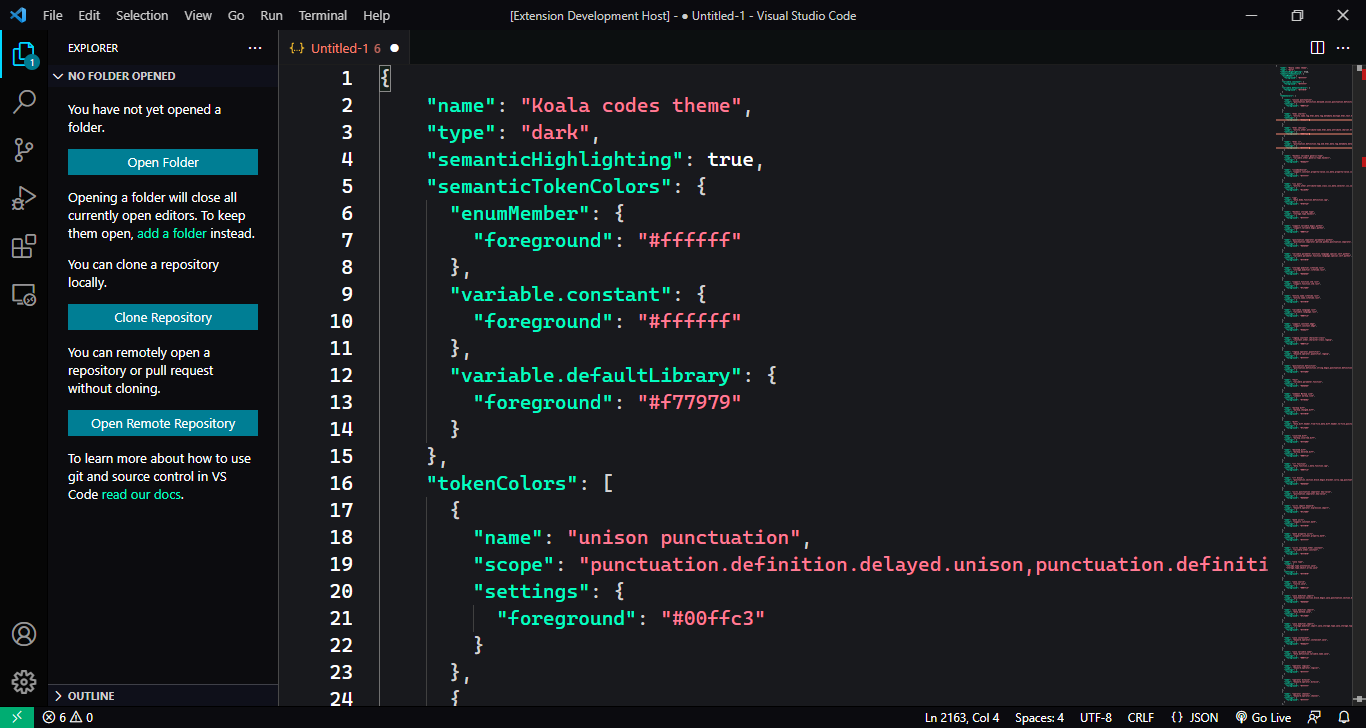 File Edit Selection View Go Run Terminal Help [Extension Development Host] - ● Untitled-1 - Visual Studio Code
EXPLORER ···
NO FOLDER OPENED
You have not yet opened a
folder.
Open Folder
Opening a folder will close all
currently open editors. To keep
them open, add a folder instead.
You can clone a repository
locally.
Clone Repository
You can remotely open a
repository or pull request
without cloning.
Open Remote Repository
To learn more about how to use
git and source control in VS
Code read our docs.
OUTLINE
1
{..} Untitled-1 6 ●
1 {
2 "name": "Koala codes theme",
3 "type": "dark",
4 "semanticHighlighting": true,
5 "semanticTokenColors": {
6 "enumMember": {
7 "foreground": "#ffffff"
8 },
9 "variable.constant": {
10 "foreground": "#ffffff"
11 },
12 "variable.defaultLibrary": {
13 "foreground": "#f77979"
14 }
15 },
16 "tokenColors": [
17 {
18 "name": "unison punctuation",
19 "scope": "punctuation.definition.delayed.unison,punctuation.definiti
20 "settings": {
21 "foreground": "#00ffc3"
22 }
23 },
24 {
6 0 Ln 2163, Col 4 Spaces: 4 UTF-8 CRLF {} JSON Go Live